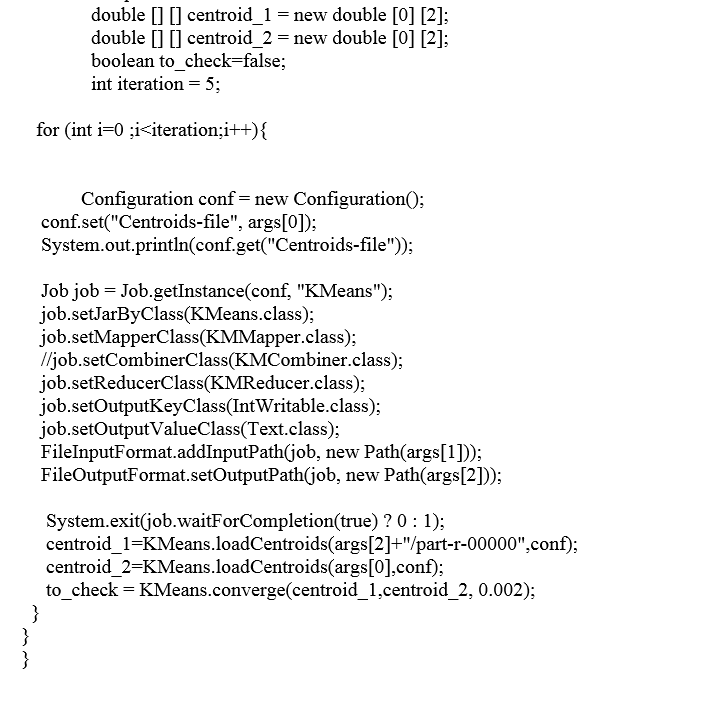 double [] [] centroid_1 = new double [0] [2];
double [] [] centroid_2 = new double [0] [2];
boolean to_check=false;
int iteration = 5;
for (int i=0 ;i<iteration;i++){
Configuration conf = new Configuration();
conf.set("Centroids-file", args[0]);
System.out.println(conf.get("Centroids-file"));
Job job = Job.getInstance(conf, "KMeans");
job.setJarByClass(KMeans.class);
job.setMapperClass(KMMapper.class);
//job.setCombinerClass(KMCombiner.class);
job.setReducerClass(KMReducer.class);
job.setOutputKeyClass(IntWritable.class);
job.setOutputValueClass(Text.class);
FileInputFormat.addInputPath(job, new Path(args[1]));
FileOutputFormat.setOutputPath(job, new Path(args[2]));
System.exit(job.waitForCompletion(true) ? 0 : 1);
centroid_1=KMeans.loadCentroids(args[2]+"/part-r-00000",conf);
centroid_2=KMeans.loadCentroids(args[0],conf);
to_check = KMeans.converge(centroid_1,centroid_2, 0.002);
}
}
}